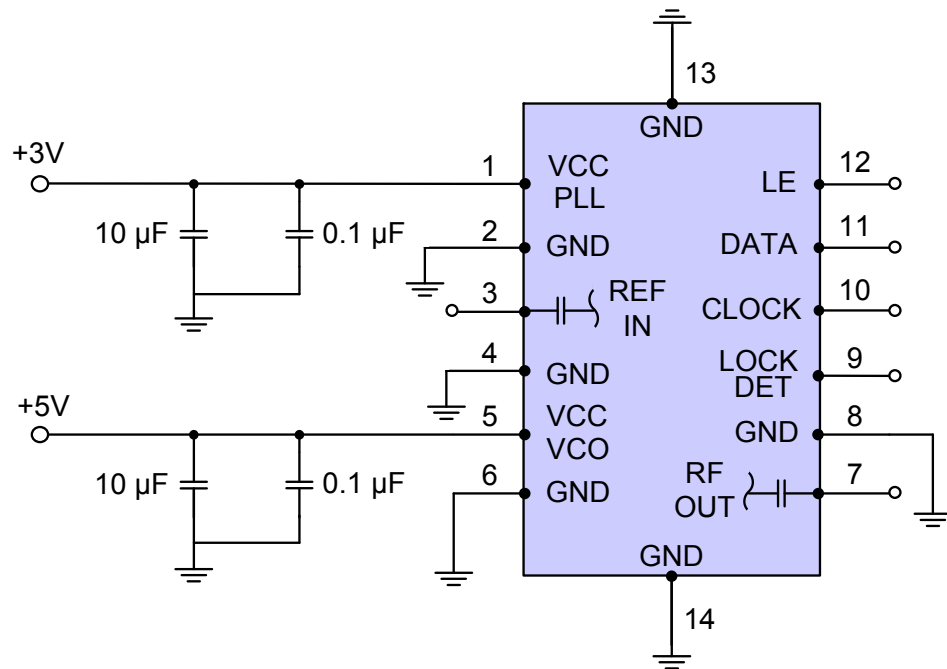 13
GND
+3V
1
VCC
PLL
12
LE
10 µF
0.1 µF
2
GND
11
DATA
3
REF
IN
10
CLOCK
4
GND
9
LOCK
DET
+5V
5
VCC
VCO
8
GND
10 µF
0.1 µF
6
GND
7
RF
OUT
GND
14